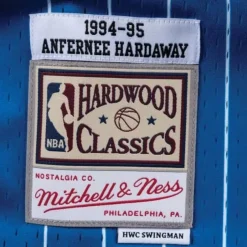 1994-95
ANFERNEE HARDAWAY
HARDWOOD
NBA
CLASSICS
NOSTALGIA CO.
Mitchell & Ness
PHILADELPHIA, PA.
HWC SWINGMAN